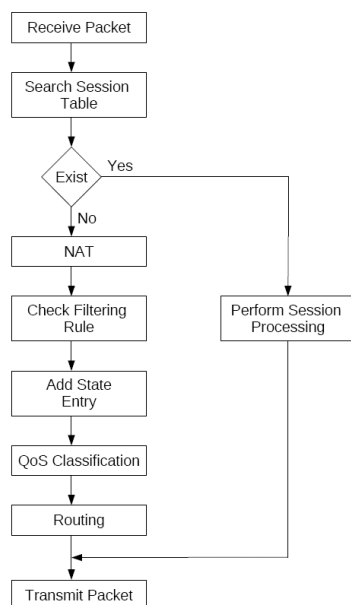 Receive Packet
Search Session
Table
Exist
Yes
No
NAT
Check Filtering
Rule
Perform Session
Processing
Add State
Entry
QoS Classification
Routing
Transmit Packet